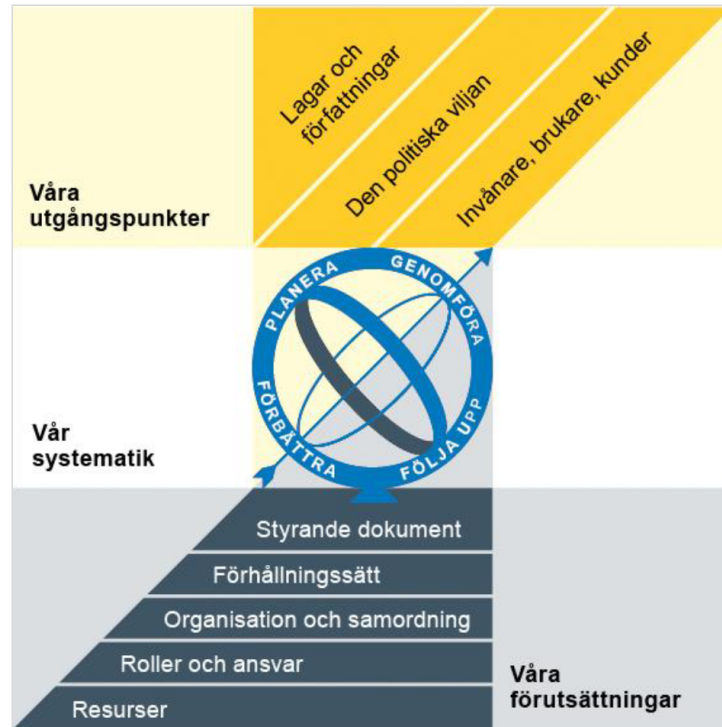 Lagar och
författningar
Den politiska viljan
Invånare, brukare, kunder
Våra
utgångspunkter
PLANERA
GENOMFÖRA
FÖRBÄTTRA
FÖLJA UPP
Vår
systematik
Styrande dokument
Förhållningssätt
Organisation och samordning
Roller och ansvar
Resurser
Våra
förutsättningar